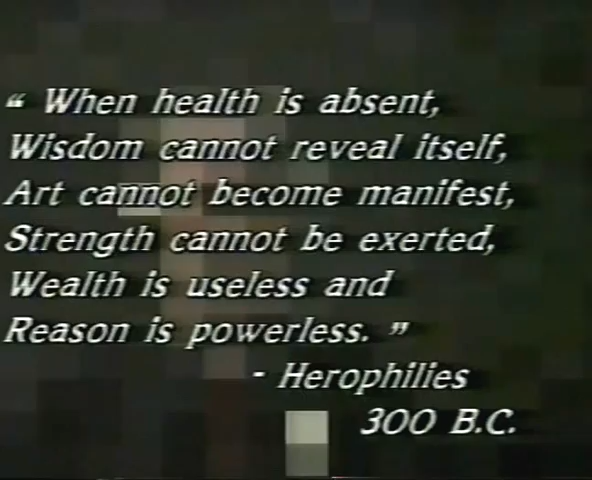 “ When health is absent,
Wisdom cannot reveal itself,
Art cannot become manifest,
Strength cannot be exerted,
Wealth is useless and
Reason is powerless. ”
- Herophilies
300 B.C.